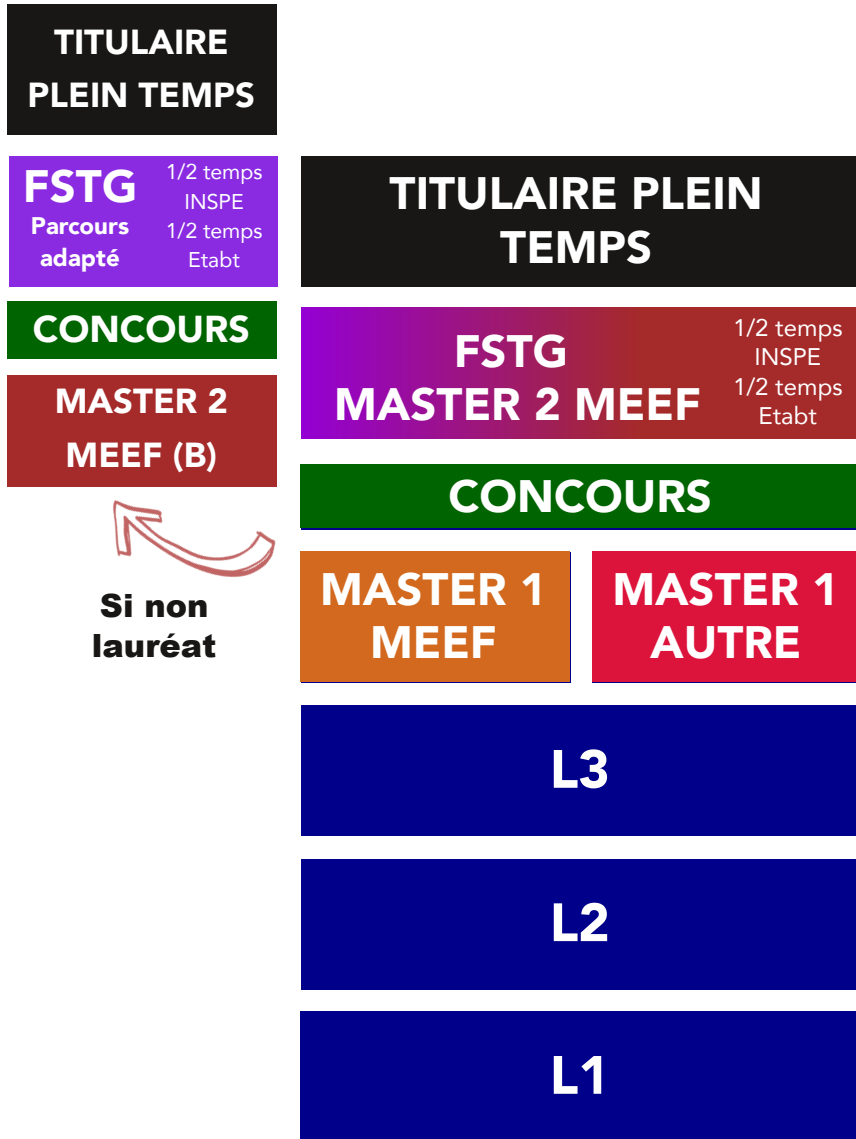 TITULAIRE
PLEIN TEMPS
FSTG
Parcours
adapté
1/2 temps
INSPE
1/2 temps
Etabt
CONCOURS
MASTER 2
MEEF (B)
Si non
lauréat
TITULAIRE PLEIN
TEMPS
FSTG
MASTER 2 MEEF
1/2 temps
INSPE
1/2 temps
Etabt
CONCOURS
MASTER 1
MEEF
MASTER 1
AUTRE
L3
L2
L1